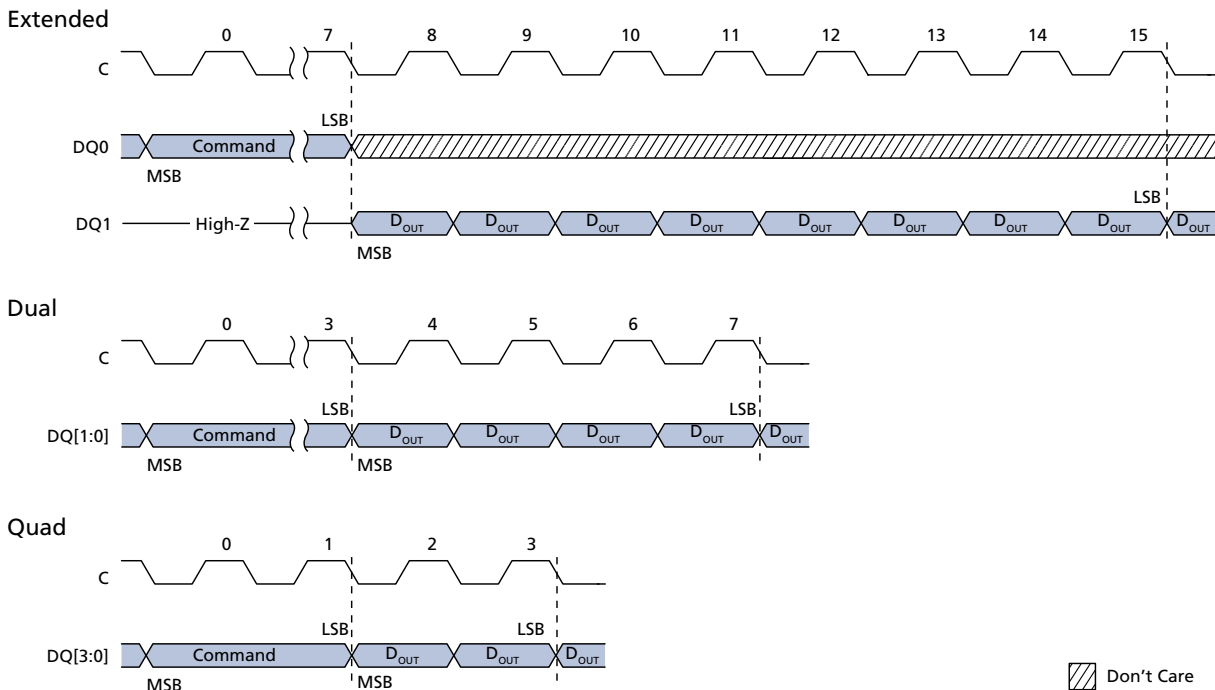 Extended
0 7 8 9 10 11 12 13 14 15
C
LSB
DQ0 Command
MSB
LSB
DQ1 High-Z DOUT DOUT DOUT DOUT DOUT DOUT DOUT DOUT DOUT
MSB
Dual
0 3 4 5 6 7
C
LSB LSB
DQ[1:0] Command DOUT DOUT DOUT DOUT DOUT
MSB MSB
Quad
0 1 2 3
C
LSB LSB
DQ[3:0] Command DOUT DOUT DOUT
MSB MSB
Don't Care